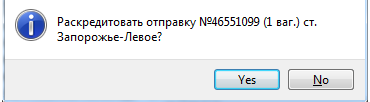 Раскредитовать отправку №46551099 (1 ваг.) ст.
Запорожье-Левое?
Yes
No